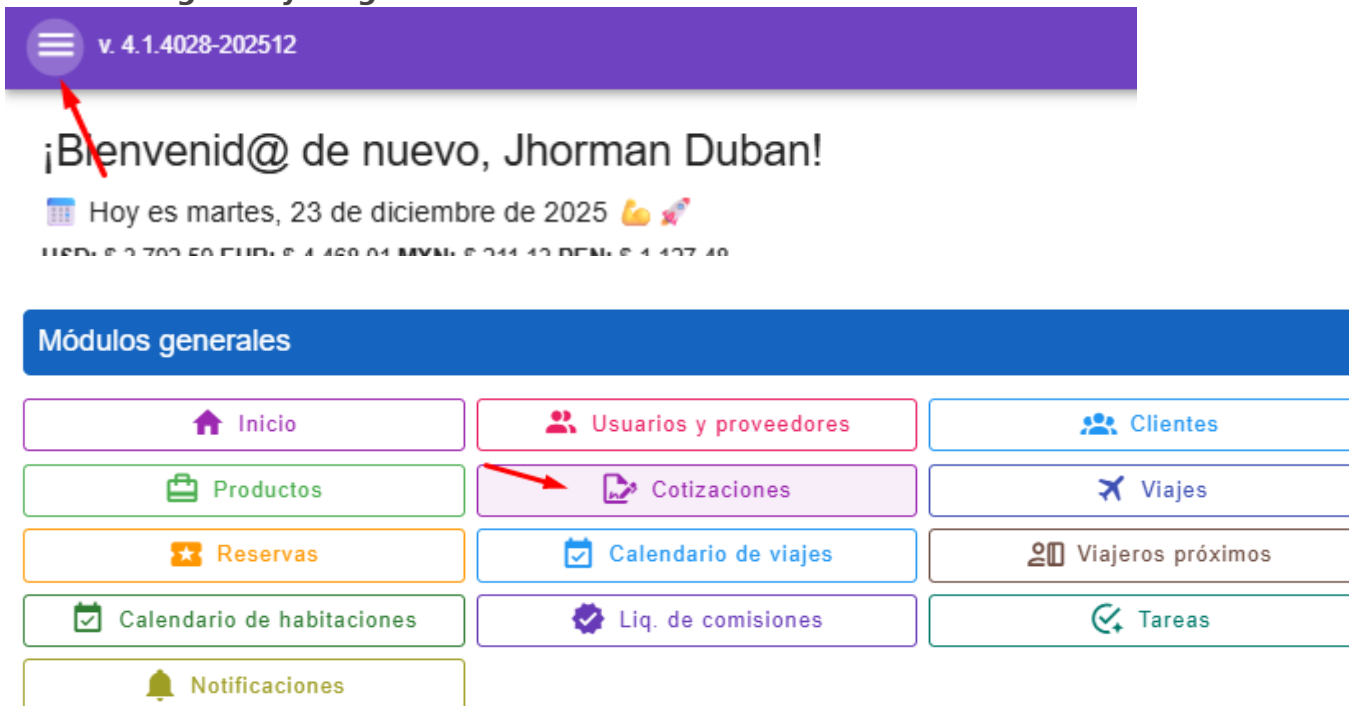 v. 4.1.4028-202512
¡Bienvenid@ de nuevo, Jhorman Duban!
Hoy es martes, 23 de diciembre de 2025
Módulos generales
Inicio
Usuarios y proveedores
Clientes
Productos
Cotizaciones
Viajes
Reservas
Calendario de viajes
Viajeros próximos
Calendario de habitaciones
Liq. de comisiones
Tareas
Notificaciones